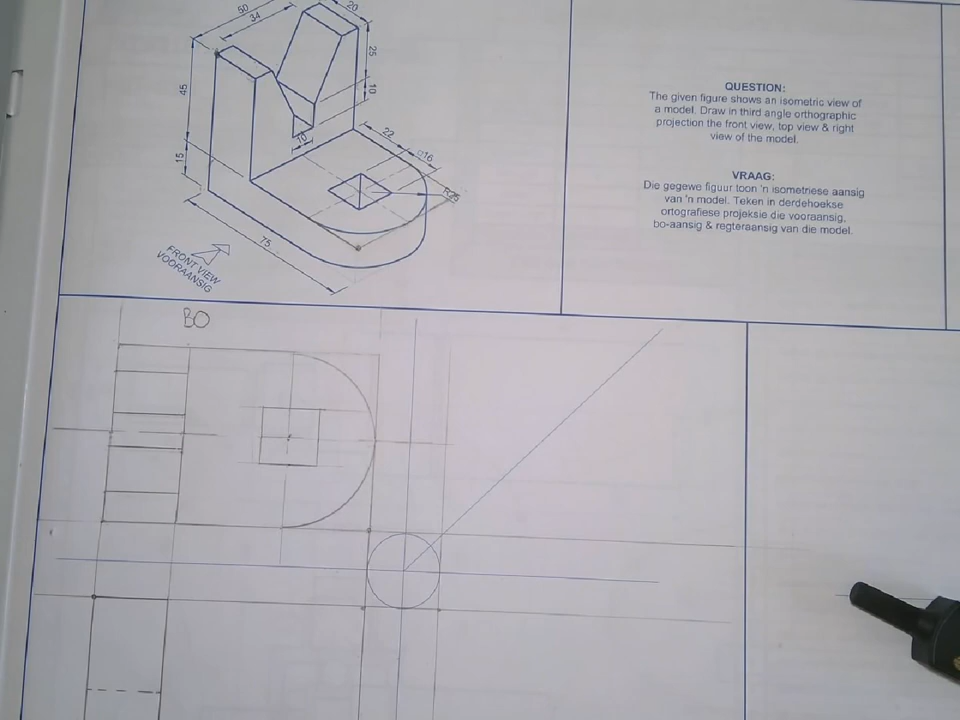 50
34
20
25
45
10
10
15
22
□16
R25
75
FRONT VIEW
VOORAANSIG
QUESTION:
The given figure shows an isometric view of
a model. Draw in third angle orthographic
projection the front view, top view & right
view of the model.
VRAAG:
Die gegewe figuur toon 'n isometriese aansig
van 'n model. Teken in derdehoekse
ortografiese projeksie die vooraansig,
bo-aansig & regteraansig van die model.
BO